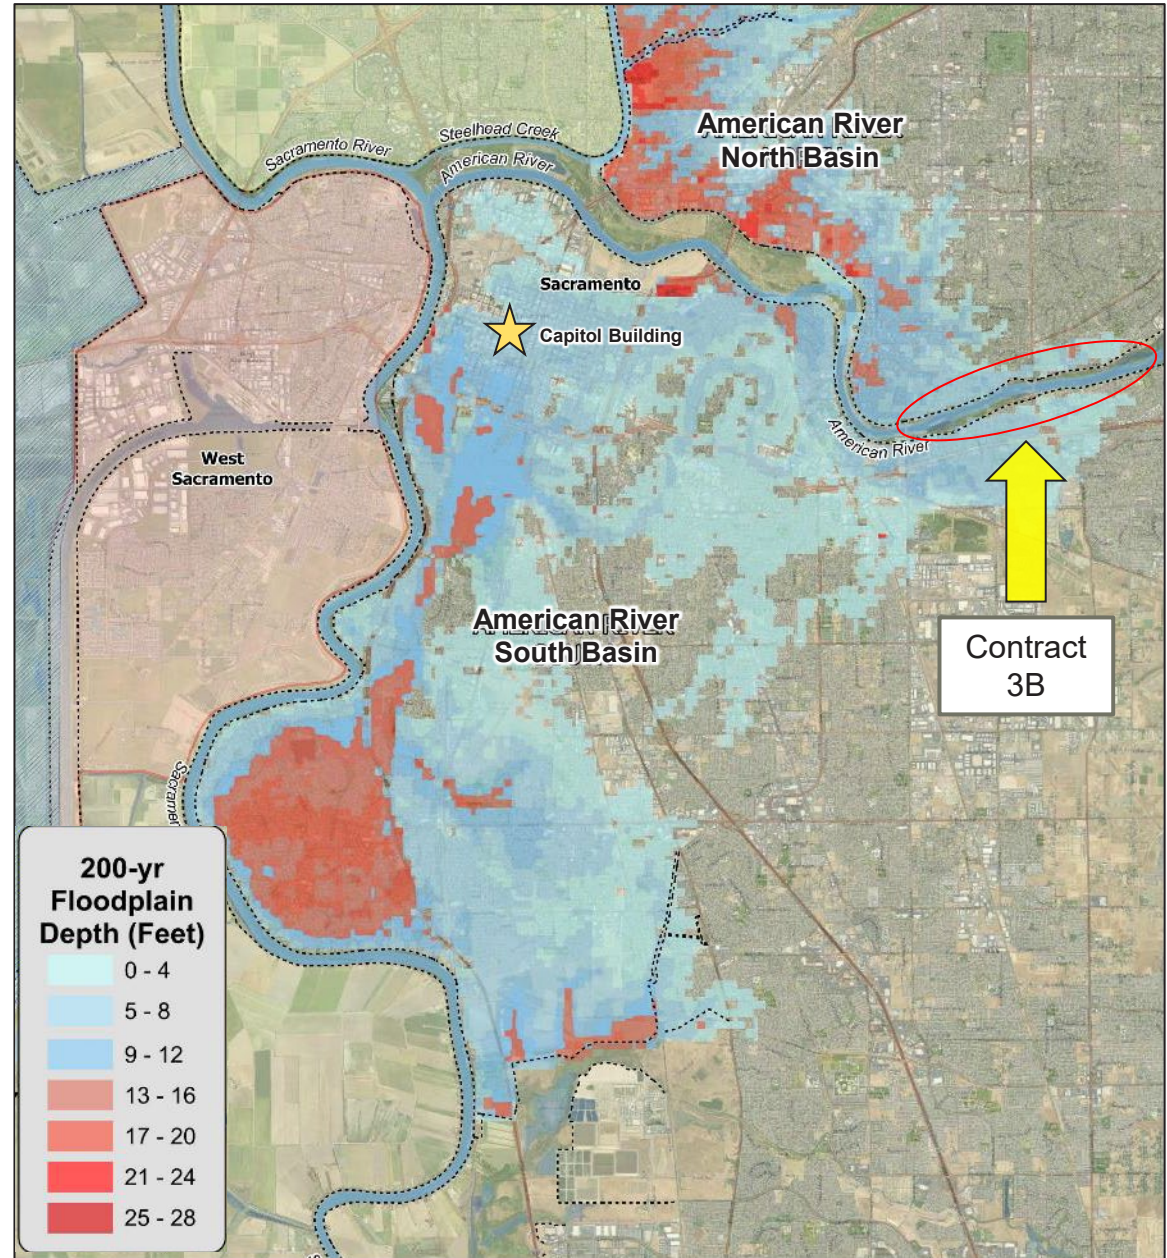 American River
North Basin
Steelhead Creek
Sacramento River
American River
Sacramento
Capitol Building
West
Sacramento
American River
American River
South Basin
Contract
3B
200-yr
Floodplain
Depth (Feet)
0 - 4
5 - 8
9 - 12
13 - 16
17 - 20
21 - 24
25 - 28